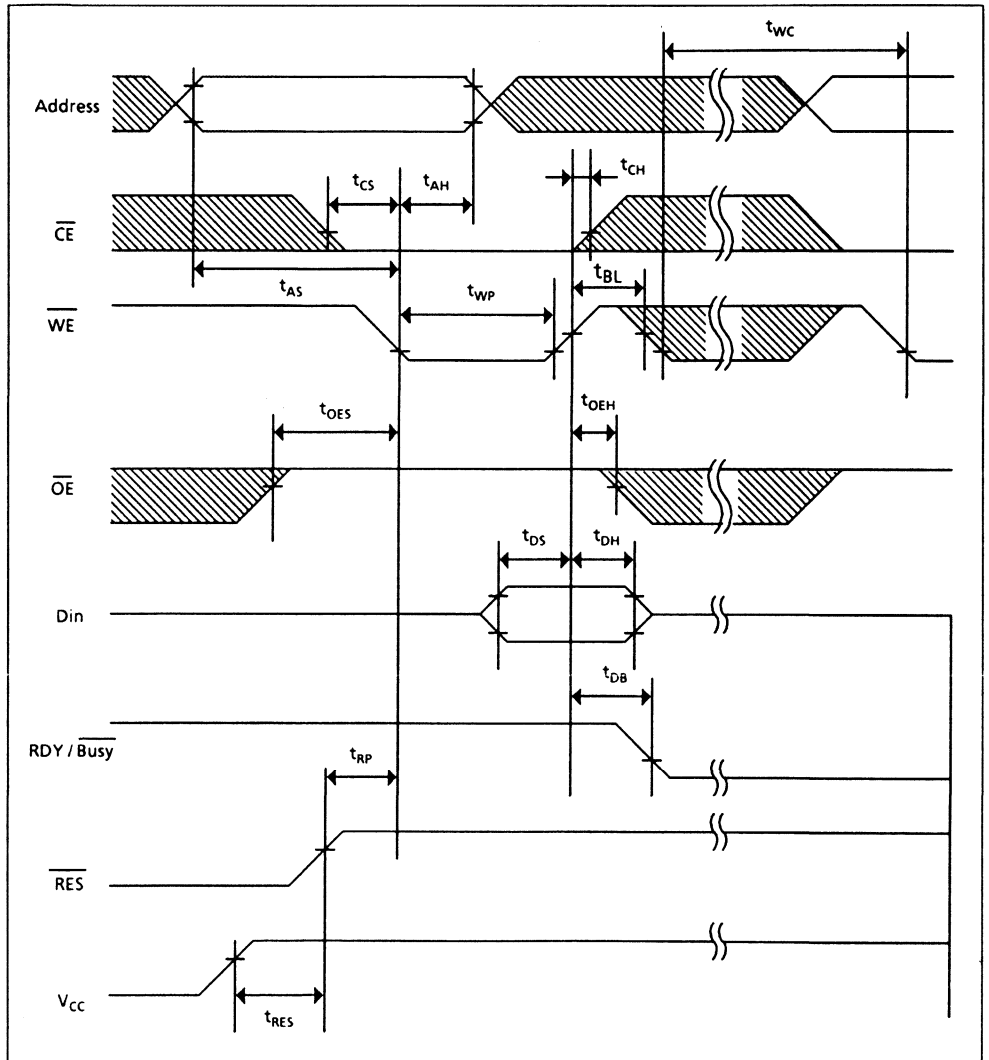 tWC
Address
tCH
tCS
tAH
CE
tAS
tWP
tBL
WE
tOES
tOEH
OE
tDS
tDH
Din
tDB
RDY / Busy
tRP
RES
VCC
tRES